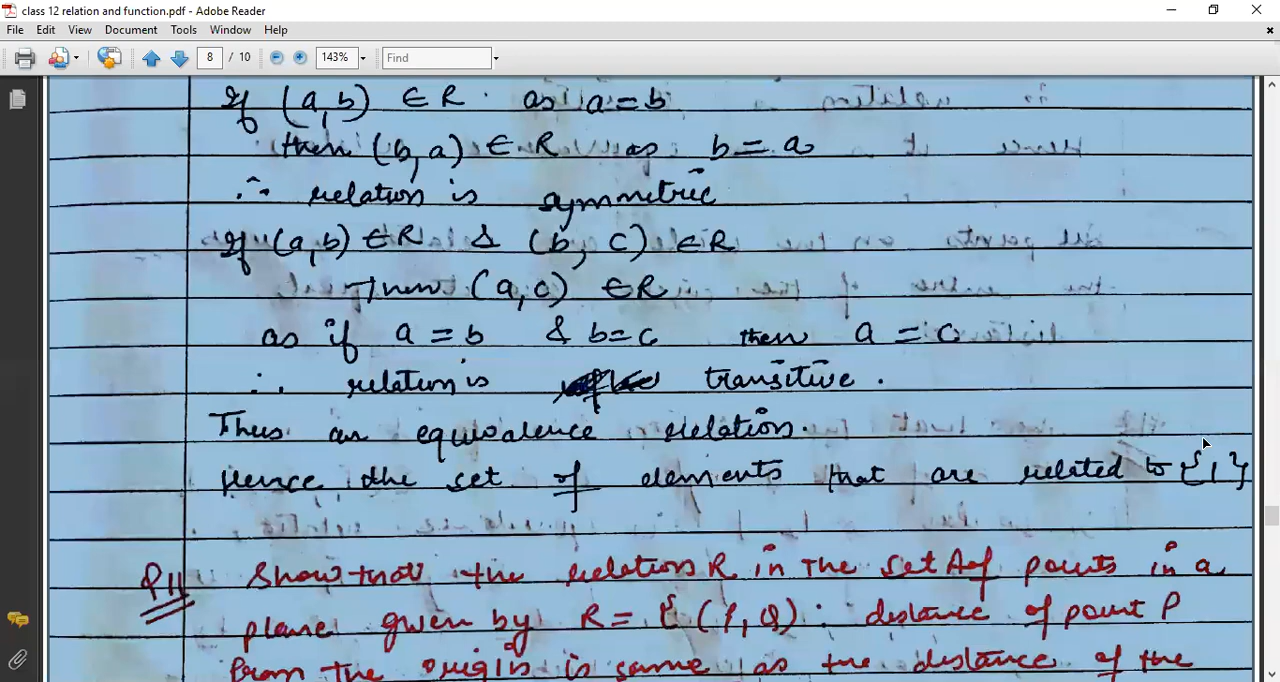 class 12 relation and function.pdf - Adobe Reader
File Edit View Document Tools Window Help
8 / 10 143% Find
If (a,b) ∈ R . as a = b
then (b,a) ∈ R as b = a
∴ relation is symmetric
If (a,b) ∈ R & (b, c) ∈ R
Then (a,c) ∈ R
as if a = b & b = c then a = c
∴ relation is transitive .
Thus an equivalence relation.
Hence the set of elements that are related to {1}
Q11 Show that the relation R in the set A of points in a
plane given by R = {(P, Q) : distance of point P
from the origin is same as the distance of the